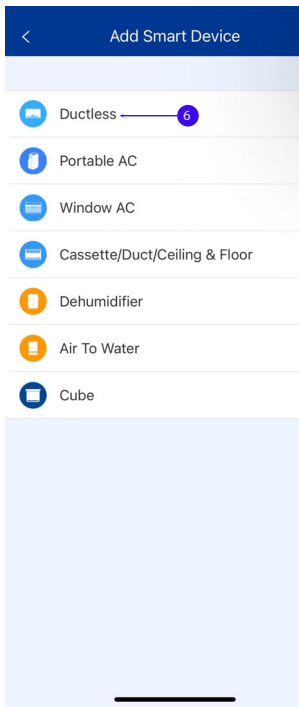 Add Smart Device
Ductless 6
Portable AC
Window AC
Cassette/Duct/Ceiling & Floor
Dehumidifier
Air To Water
Cube